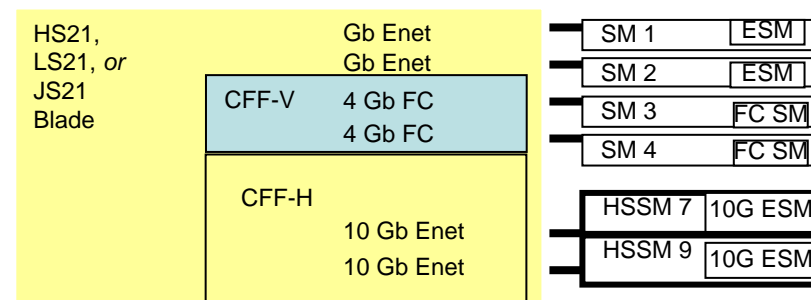 HS21,
LS21, or
JS21
Blade
Gb Enet
Gb Enet
CFF-V
4 Gb FC
4 Gb FC
CFF-H
10 Gb Enet
10 Gb Enet
SM 1 ESM
SM 2 ESM
SM 3 FC SM
SM 4 FC SM
HSSM 7 10G ESM
HSSM 9 10G ESM